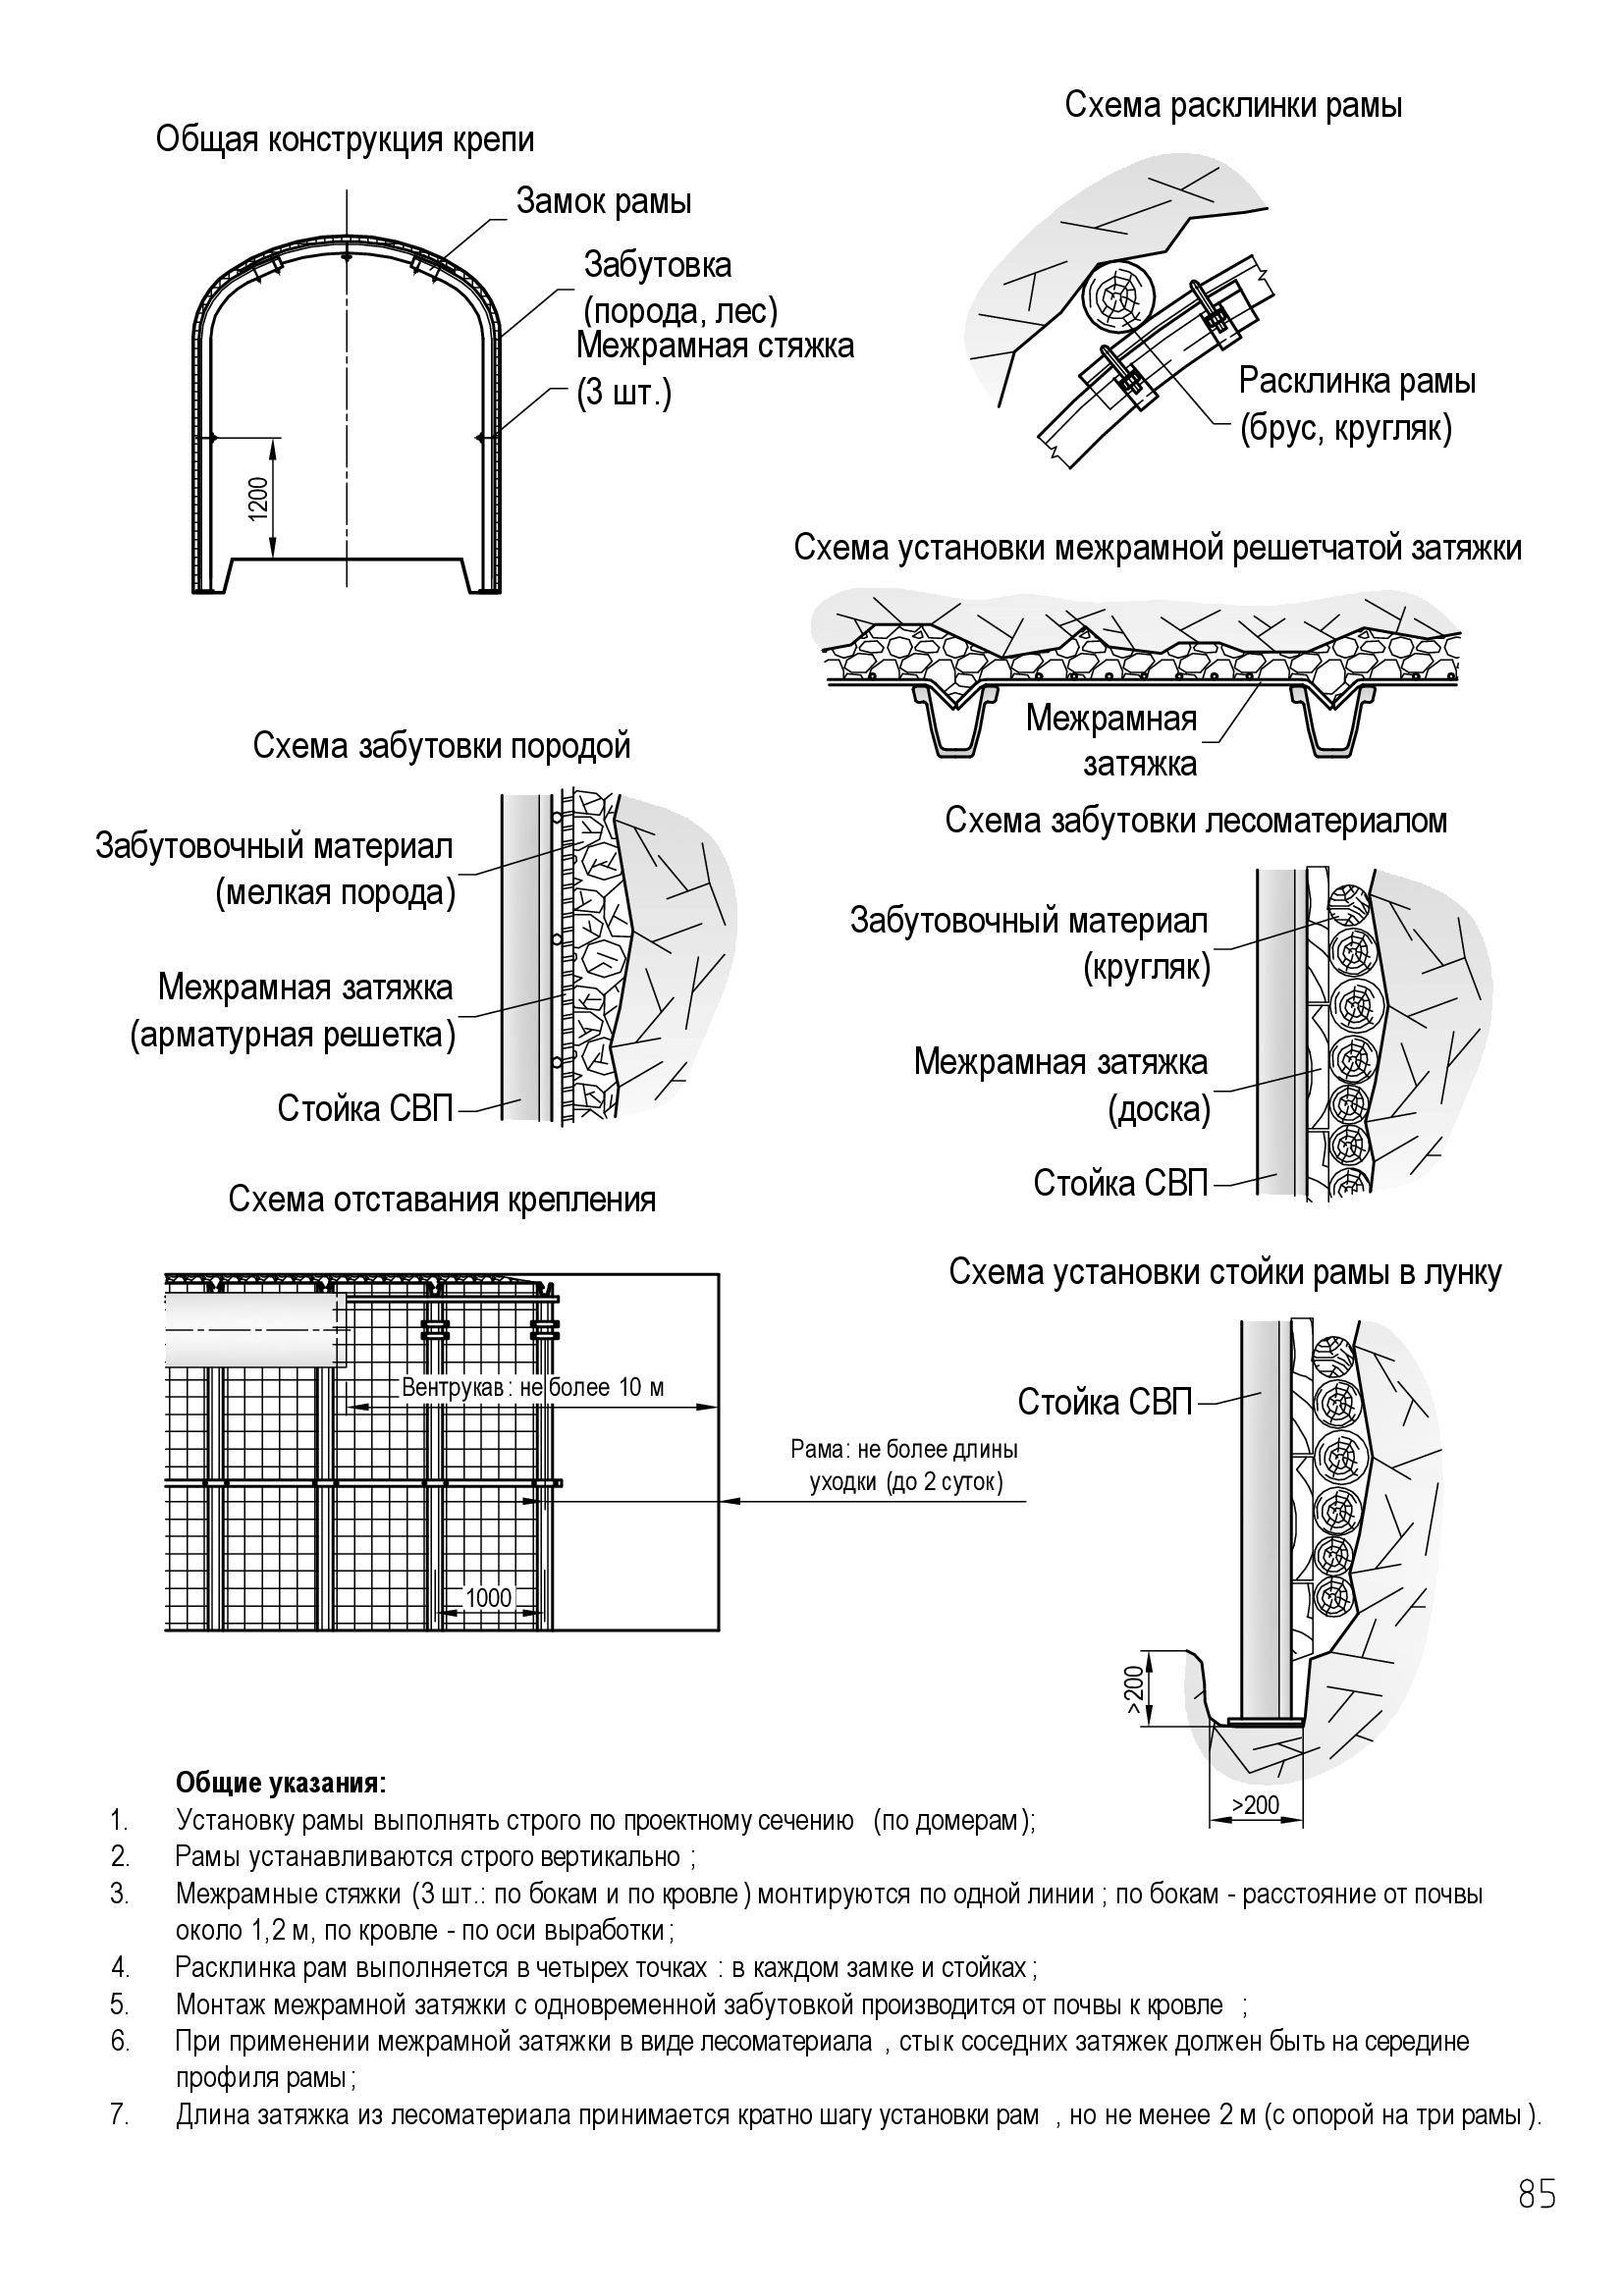 Схема расклинки рамы
Общая конструкция крепи
Замок рамы
Забутовка
(порода, лес)
Межрамная стяжка
(3 шт.)
1200
Расклинка рамы
(брус, кругляк)
Схема установки межрамной решетчатой затяжки
Межрамная
затяжка
Схема забутовки породой
Забутовочный материал
(мелкая порода)
Межрамная затяжка
(арматурная решетка)
Стойка СВП
Схема забутовки лесоматериалом
Забутовочный материал
(кругляк)
Межрамная затяжка
(доска)
Стойка СВП
Схема отставания крепления
Вентрукав: не более 10 м
Рама: не более длины
уходки (до 2 суток)
1000
Схема установки стойки рамы в лунку
Стойка СВП
>200
>200
Общие указания:
1. Установку рамы выполнять строго по проектному сечению (по домерам);
2. Рамы устанавливаются строго вертикально ;
3. Межрамные стяжки (3 шт.: по бокам и по кровле) монтируются по одной линии ; по бокам - расстояние от почвы
около 1,2 м, по кровле - по оси выработки;
4. Расклинка рам выполняется в четырех точках : в каждом замке и стойках ;
5. Монтаж межрамной затяжки с одновременной забутовкой производится от почвы к кровле ;
6. При применении межрамной затяжки в виде лесоматериала , стык соседних затяжек должен быть на середине
профиля рамы ;
7. Длина затяжка из лесоматериала принимается кратно шагу установки рам , но не менее 2 м (с опорой на три рамы ).
85